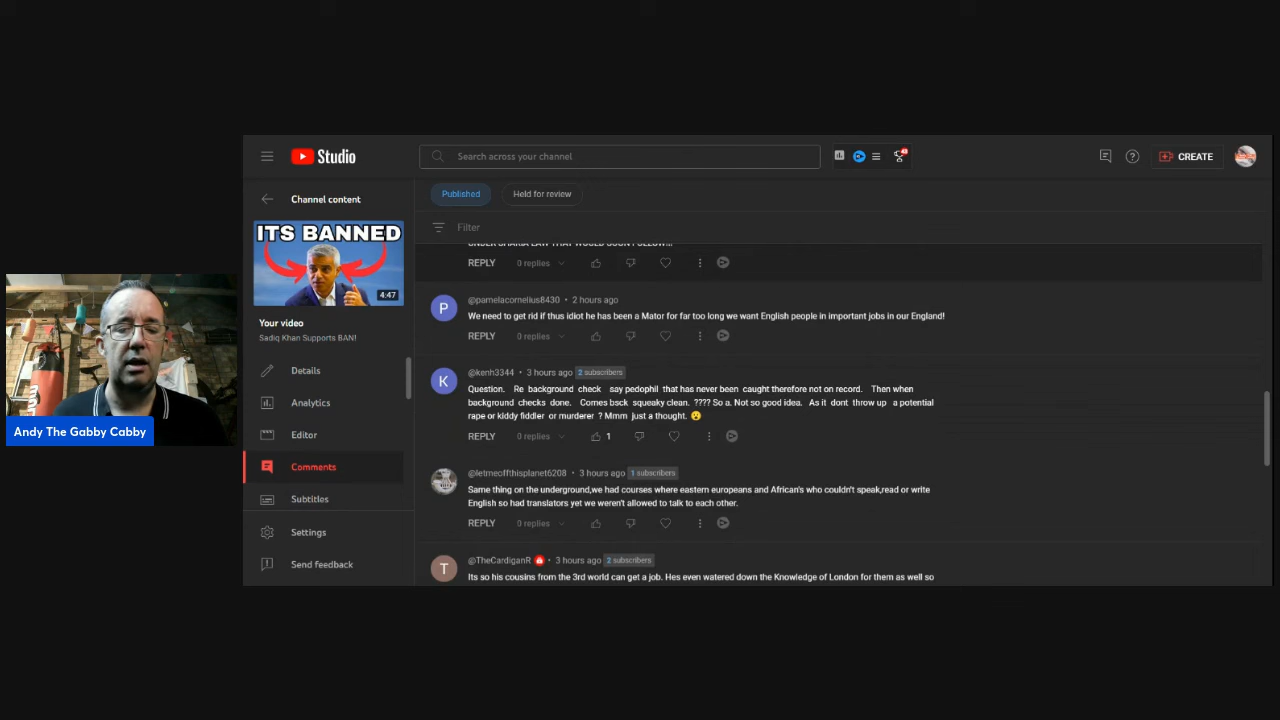 Studio
Search across your channel
CREATE
Channel content
Published
Held for review
Filter
ITS BANNED
4:47
Your video
Sadiq Khan Supports BAN!
Details
Analytics
Editor
Comments
Subtitles
Settings
Send feedback
UNDER SHARIA LAW THAT WOULD SOON FOLLOW...
REPLY 0 replies
P
@pamelacornelius8430 • 2 hours ago
We need to get rid if thus idiot he has been a Mator for far too long we want English people in important jobs in our England!
REPLY 0 replies
K
@kenh3344 • 3 hours ago 2 subscribers
Question. Re background check say pedophil that has never been caught therefore not on record. Then when
background checks done. Comes bsck squeaky clean. ???? So a. Not so good idea. As it dont throw up a potential
rape or kiddy fiddler or murderer ? Mmm just a thought. 😮
REPLY 0 replies 1
@letmeoffthisplanet6208 • 3 hours ago 1 subscribers
Same thing on the underground,we had courses where eastern europeans and African's who couldn't speak,read or write
English so had translators yet we weren't allowed to talk to each other.
REPLY 0 replies
T
@TheCardiganR • 3 hours ago 2 subscribers
Its so his cousins from the 3rd world can get a job. Hes even watered down the Knowledge of London for them as well so
Andy The Gabby Cabby